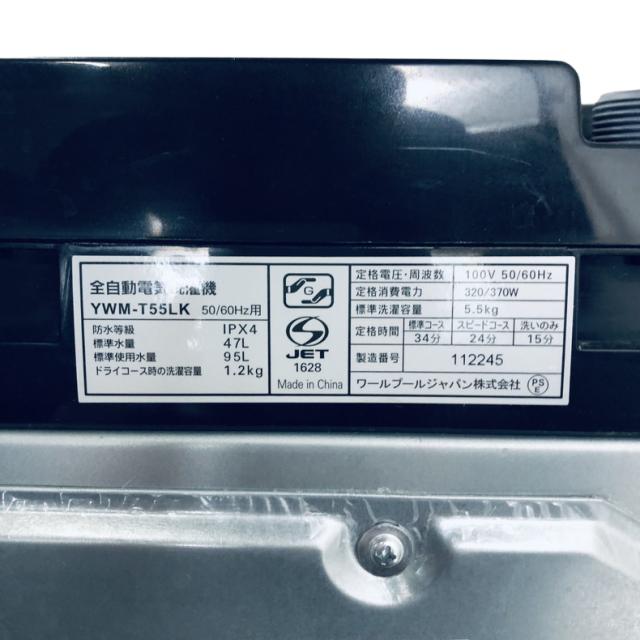 全自動電気洗濯機
YWM-T55LK 50/60Hz用
防水等級 IPX4
標準水量 47L
標準使用水量 95L
ドライコース時の洗濯容量 1.2kg
G
S
JET
1628
Made in China
定格電圧・周波数 100V 50/60Hz
定格消費電力 320/370W
標準洗濯容量 5.5kg
定格時間 標準コース スピードコース 洗いのみ
34分 24分 15分
製造番号 112245
ワールプールジャパン株式会社 PSE